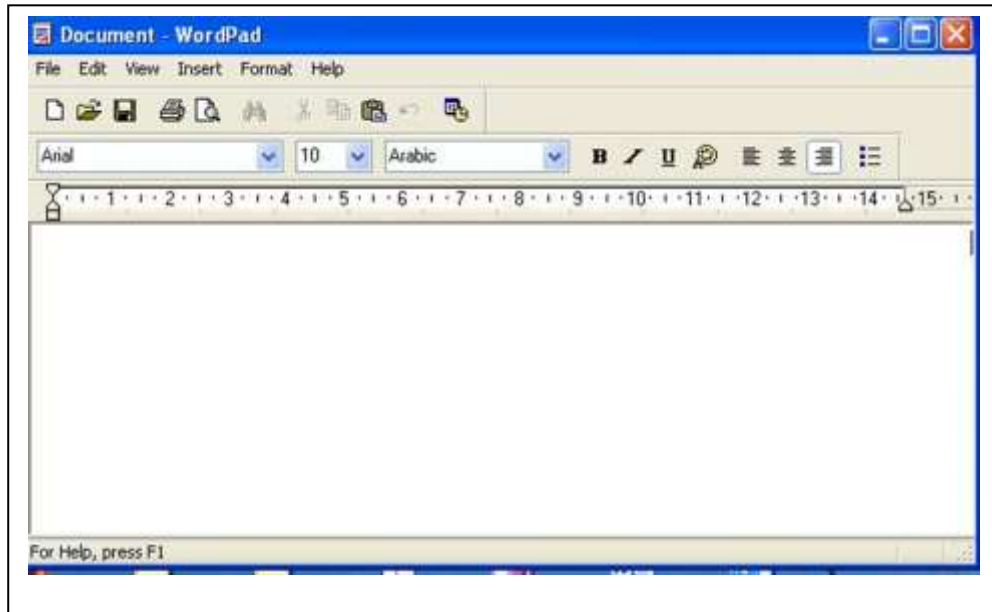 Document - WordPad
File Edit View Insert Format Help
Arial 10 Arabic B I U
1 2 3 4 5 6 7 8 9 10 11 12 13 14 15
For Help, press F1